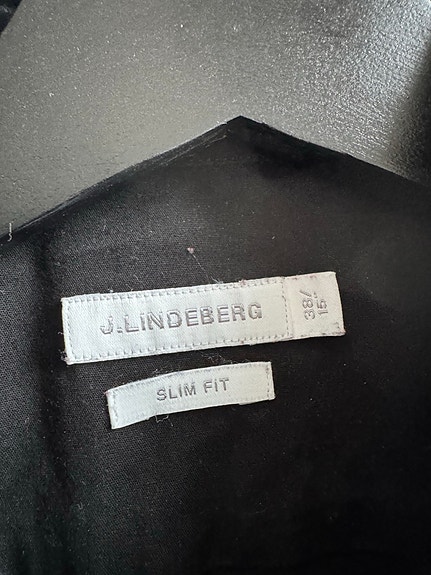 J.LINDEBERG
38/
15"
SLIM FIT